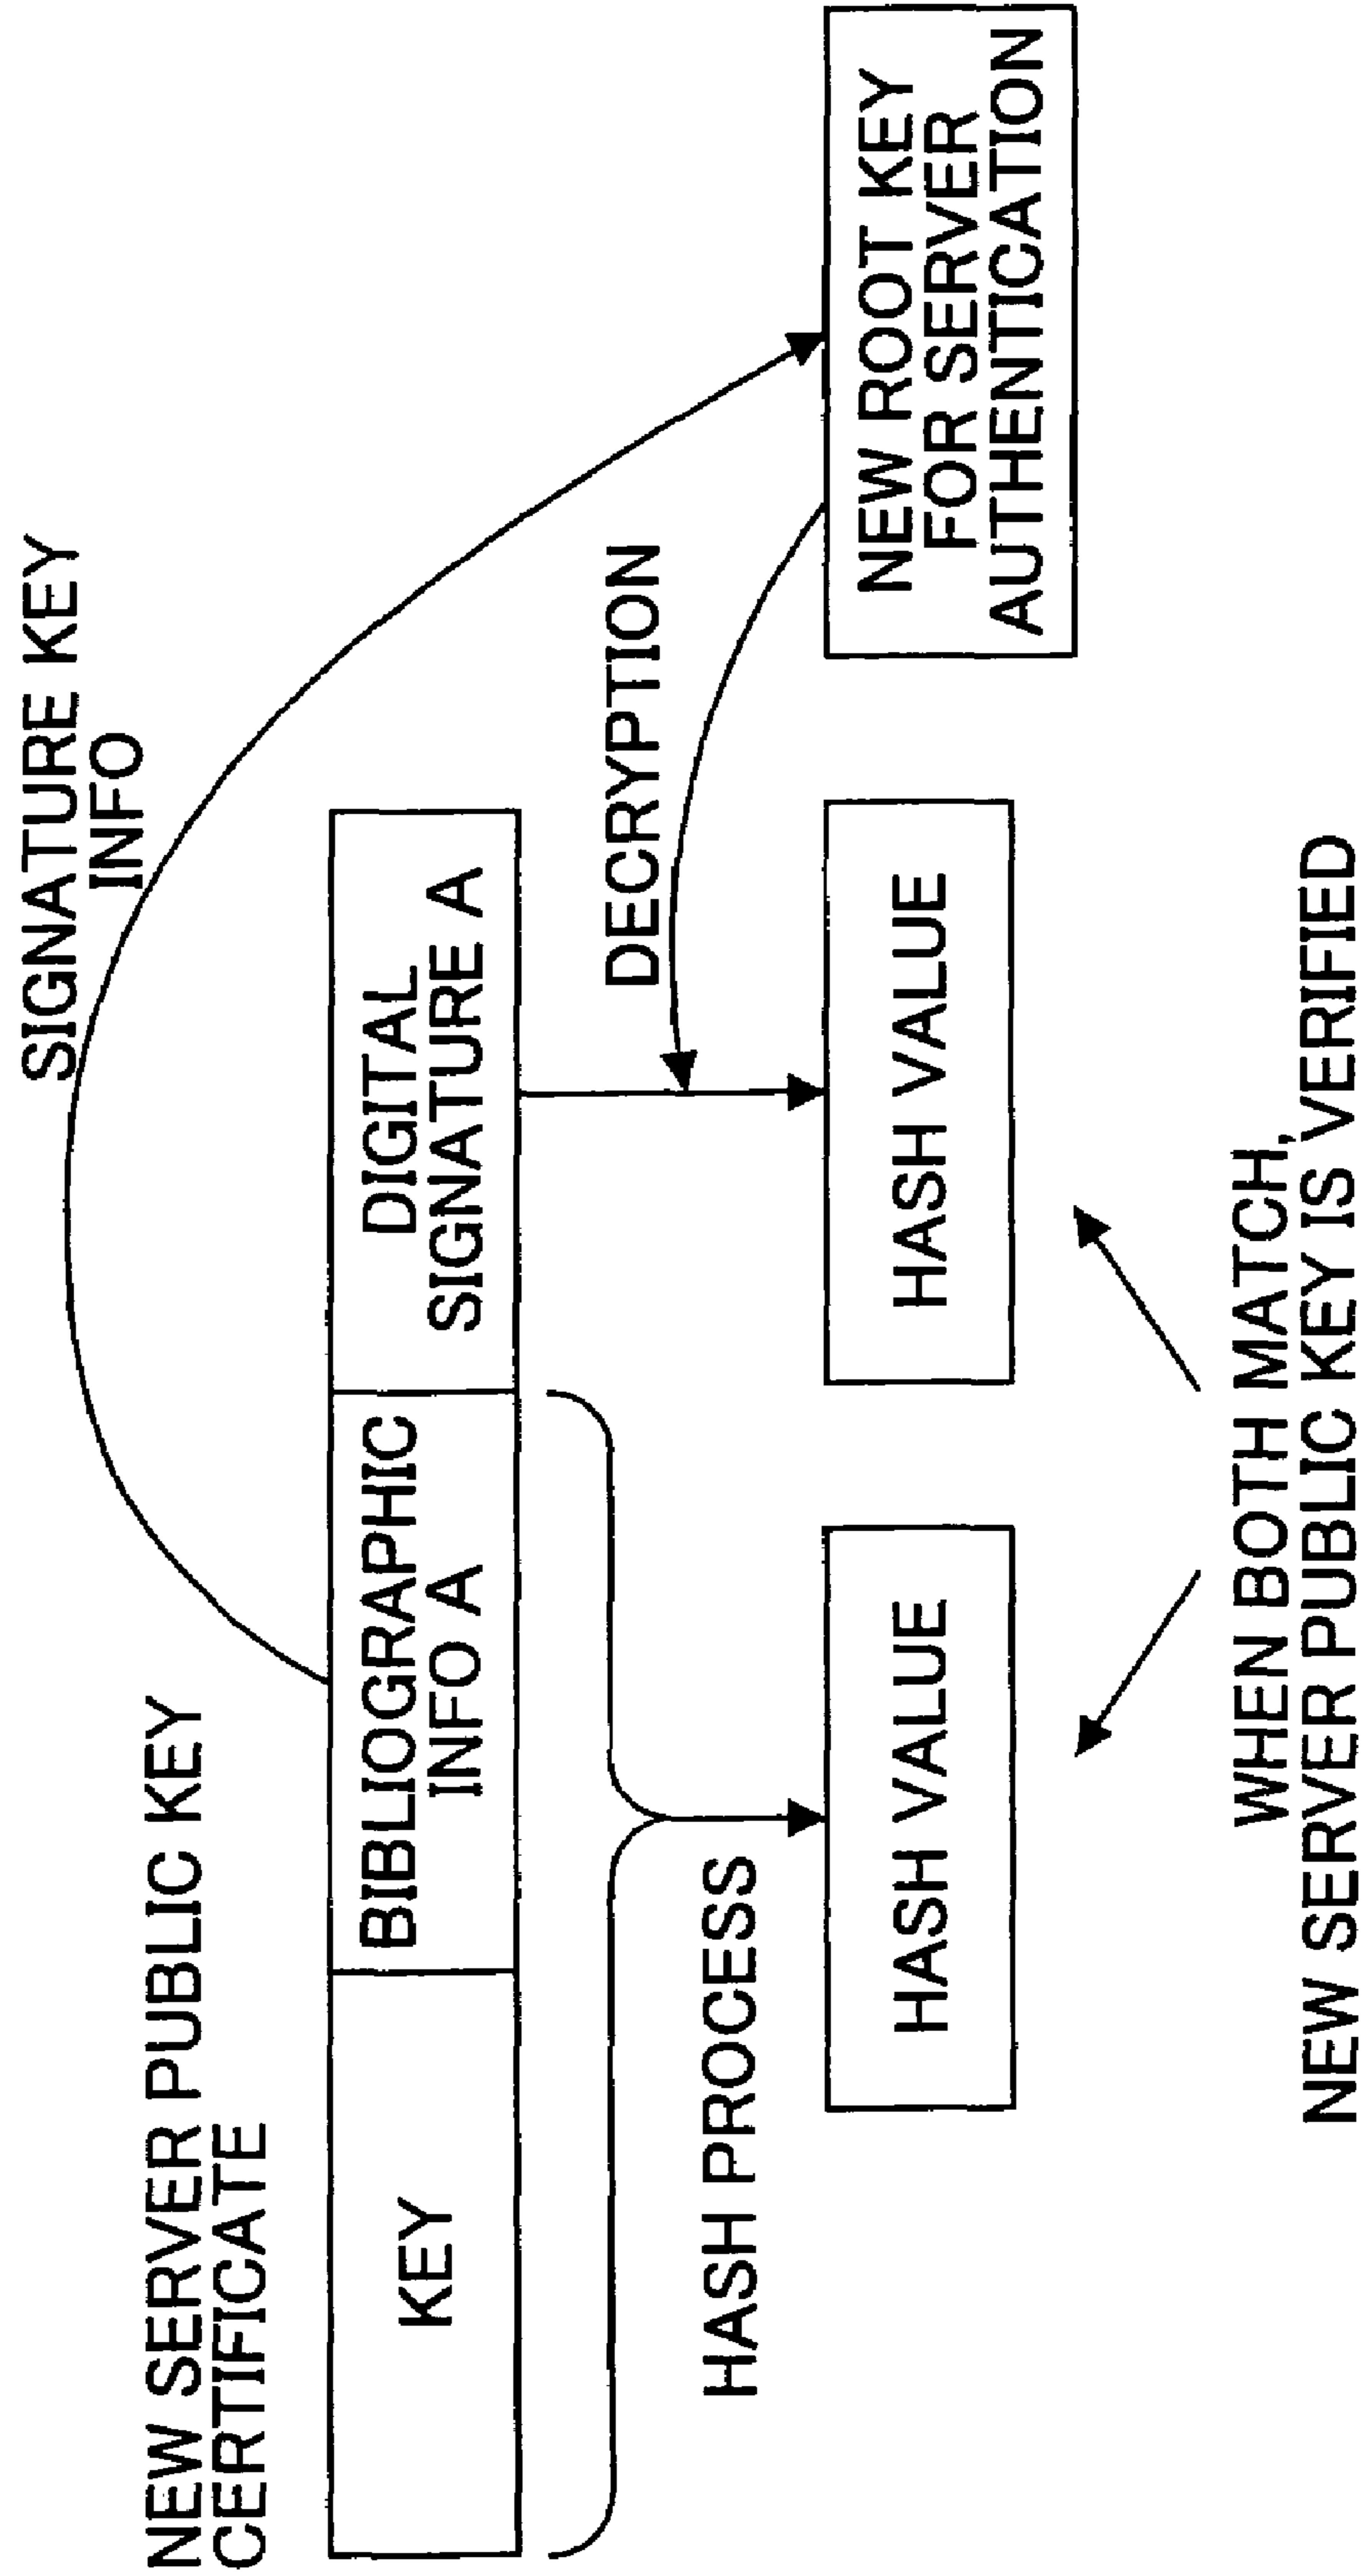 SIGNATURE KEY
INFO
NEW SERVER PUBLIC KEY
CERTIFICATE
KEY
BIBLIOGRAPHIC
INFO A
DIGITAL
SIGNATURE A
HASH PROCESS
DECRYPTION
HASH VALUE
HASH VALUE
NEW ROOT KEY
FOR SERVER
AUTHENTICATION
WHEN BOTH MATCH,
NEW SERVER PUBLIC KEY IS VERIFIED